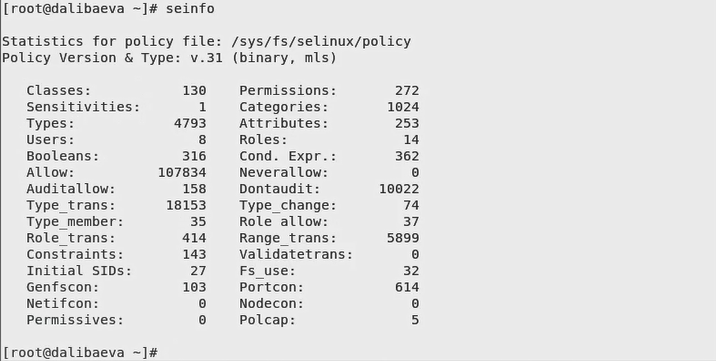 [root@dalibaeva ~]# seinfo
Statistics for policy file: /sys/fs/selinux/policy
Policy Version & Type: v.31 (binary, mls)
Classes: 130 Permissions: 272
Sensitivities: 1 Categories: 1024
Types: 4793 Attributes: 253
Users: 8 Roles: 14
Booleans: 316 Cond. Expr.: 362
Allow: 107834 Neverallow: 0
Auditallow: 158 Dontaudit: 10022
Type_trans: 18153 Type_change: 74
Type_member: 35 Role allow: 37
Role_trans: 414 Range_trans: 5899
Constraints: 143 Validatetrans: 0
Initial SIDs: 27 Fs_use: 32
Genfscon: 103 Portcon: 614
Netifcon: 0 Nodecon: 0
Permissives: 0 Polcap: 5
[root@dalibaeva ~]#